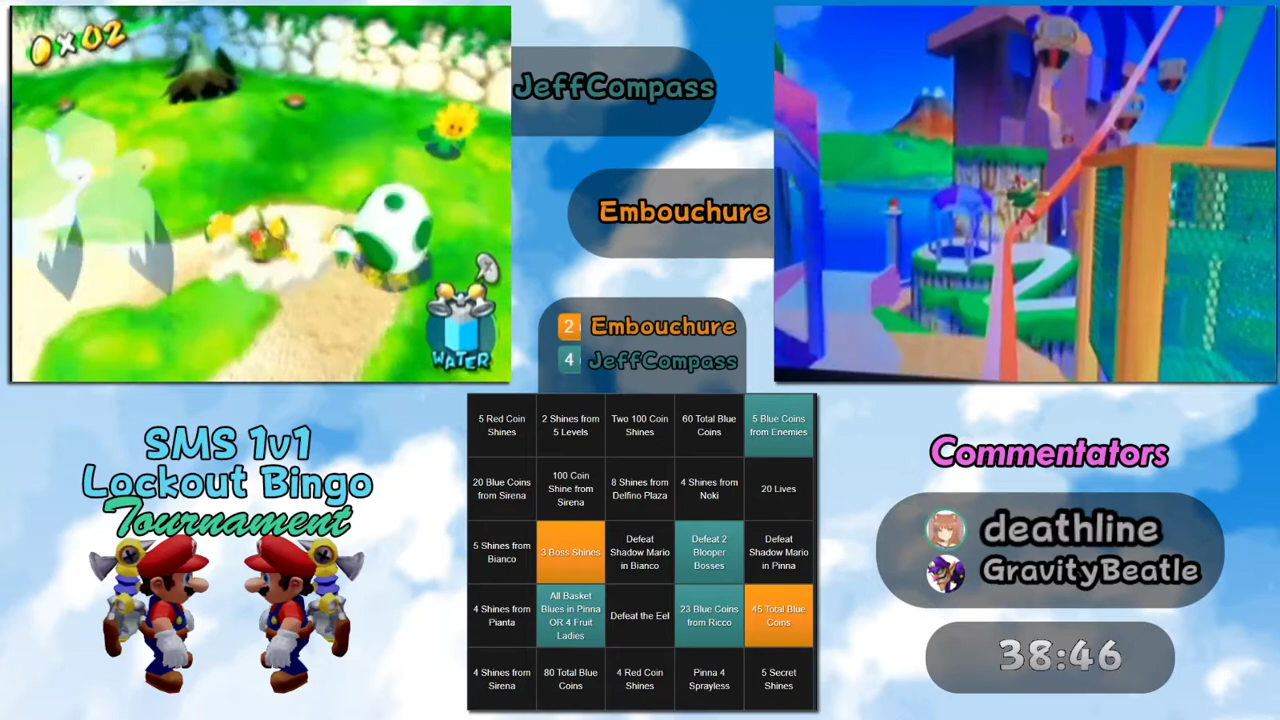 0×02
JeffCompass
Embouchure
WATER
2 Embouchure
4 JeffCompass
SMS 1v1
Lockout Bingo
Tournament
5 Red Coin
Shines
2 Shines from
5 Levels
Two 100 Coin
Shines
60 Total Blue
Coins
5 Blue Coins
from Enemies
20 Blue Coins
from Sirena
100 Coin
Shine from
Sirena
8 Shines from
Delfino Plaza
4 Shines from
Noki
20 Lives
5 Shines from
Bianco
3 Boss Shines
Defeat
Shadow Mario
in Bianco
Defeat 2
Blooper
Bosses
Defeat
Shadow Mario
in Pinna
4 Shines from
Pianta
All Basket
Blues in Pinna
OR 4 Fruit
Ladies
Defeat the Eel
23 Blue Coins
from Ricco
45 Total Blue
Coins
4 Shines from
Sirena
80 Total Blue
Coins
4 Red Coin
Shines
Pinna 4
Sprayless
5 Secret
Shines
Commentators
deathline
GravityBeatle
38:46